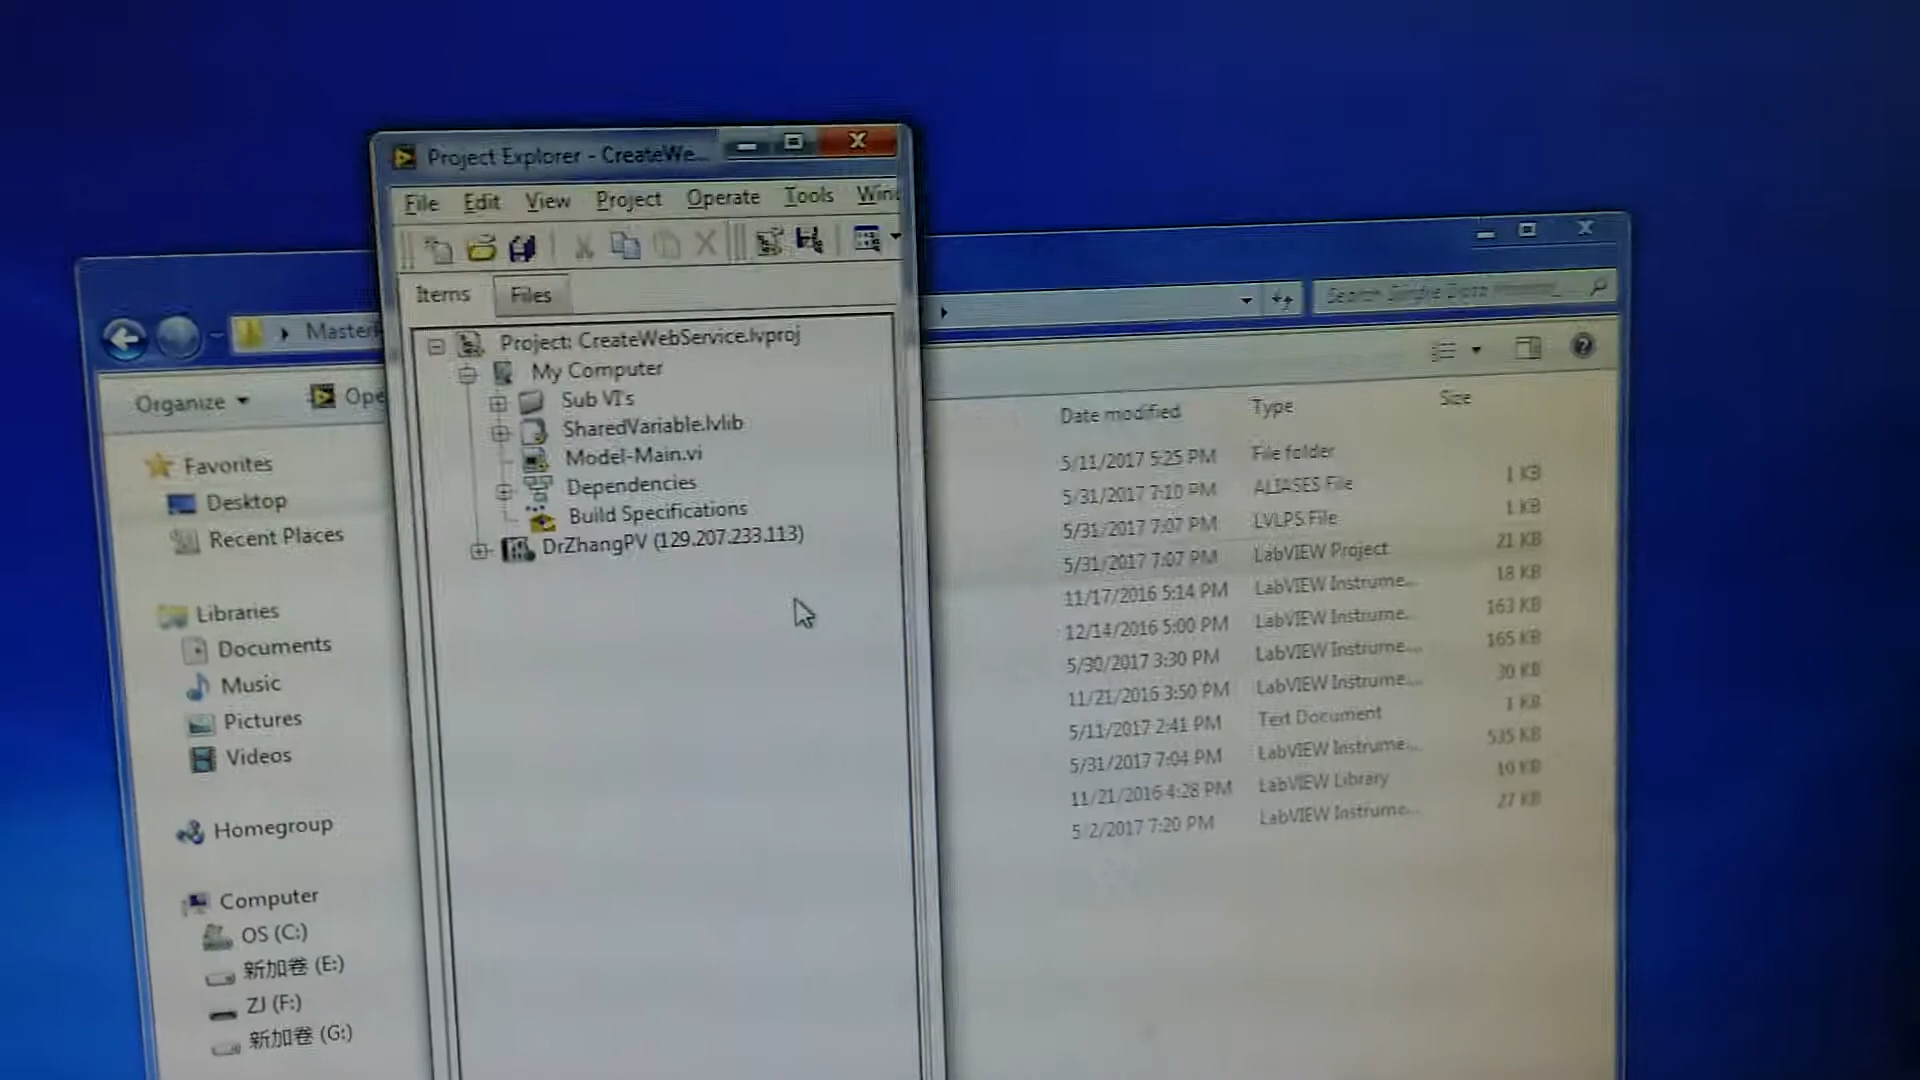 Project Explorer - CreateWe...
File Edit View Project Operate Tools Win
Items Files
Project: CreateWebService.lvproj
My Computer
Sub VI's
SharedVariable.lvlib
Model-Main.vi
Dependencies
Build Specifications
DrZhangPV (129.207.233.113)
Master
Search
Organize Ope
Favorites
Desktop
Recent Places
Libraries
Documents
Music
Pictures
Videos
Homegroup
Computer
OS (C:)
新加卷 (E:)
ZJ (F:)
新加卷 (G:)
Date modified Type Size
5/11/2017 5:25 PM File folder
5/31/2017 7:10 PM ALIASES File 1 KB
5/31/2017 7:07 PM LVLPS File 1 KB
5/31/2017 7:07 PM LabVIEW Project 21 KB
11/17/2016 5:14 PM LabVIEW Instrume... 18 KB
12/14/2016 5:00 PM LabVIEW Instrume... 163 KB
5/30/2017 3:30 PM LabVIEW Instrume... 165 KB
11/21/2016 3:50 PM LabVIEW Instrume... 30 KB
5/11/2017 2:41 PM Text Document 1 KB
5/31/2017 7:04 PM LabVIEW Instrume... 535 KB
11/21/2016 4:28 PM LabVIEW Library 10 KB
5 2/2017 7:20 PM LabVIEW Instrume... 27 KB